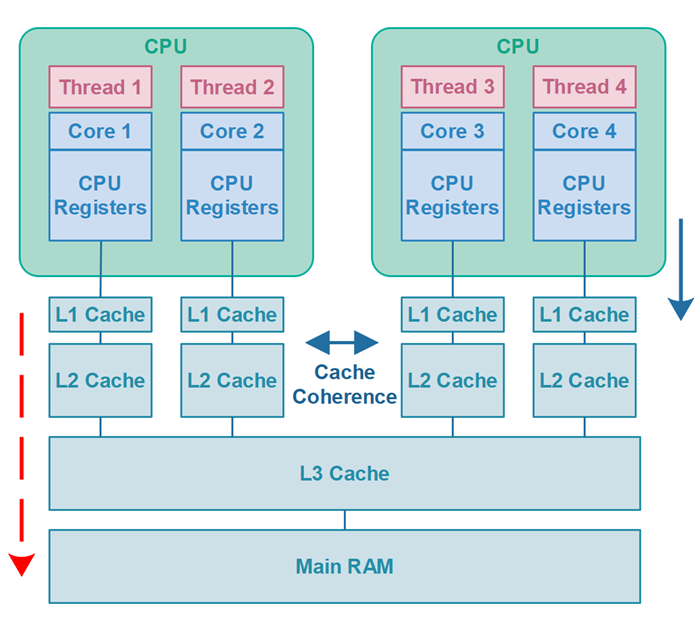 CPU
CPU
Thread 1
Thread 2
Thread 3
Thread 4
Core 1
Core 2
Core 3
Core 4
CPU
Registers
CPU
Registers
CPU
Registers
CPU
Registers
L1 Cache
L1 Cache
L1 Cache
L1 Cache
L2 Cache
L2 Cache
Cache
Coherence
L2 Cache
L2 Cache
L3 Cache
Main RAM